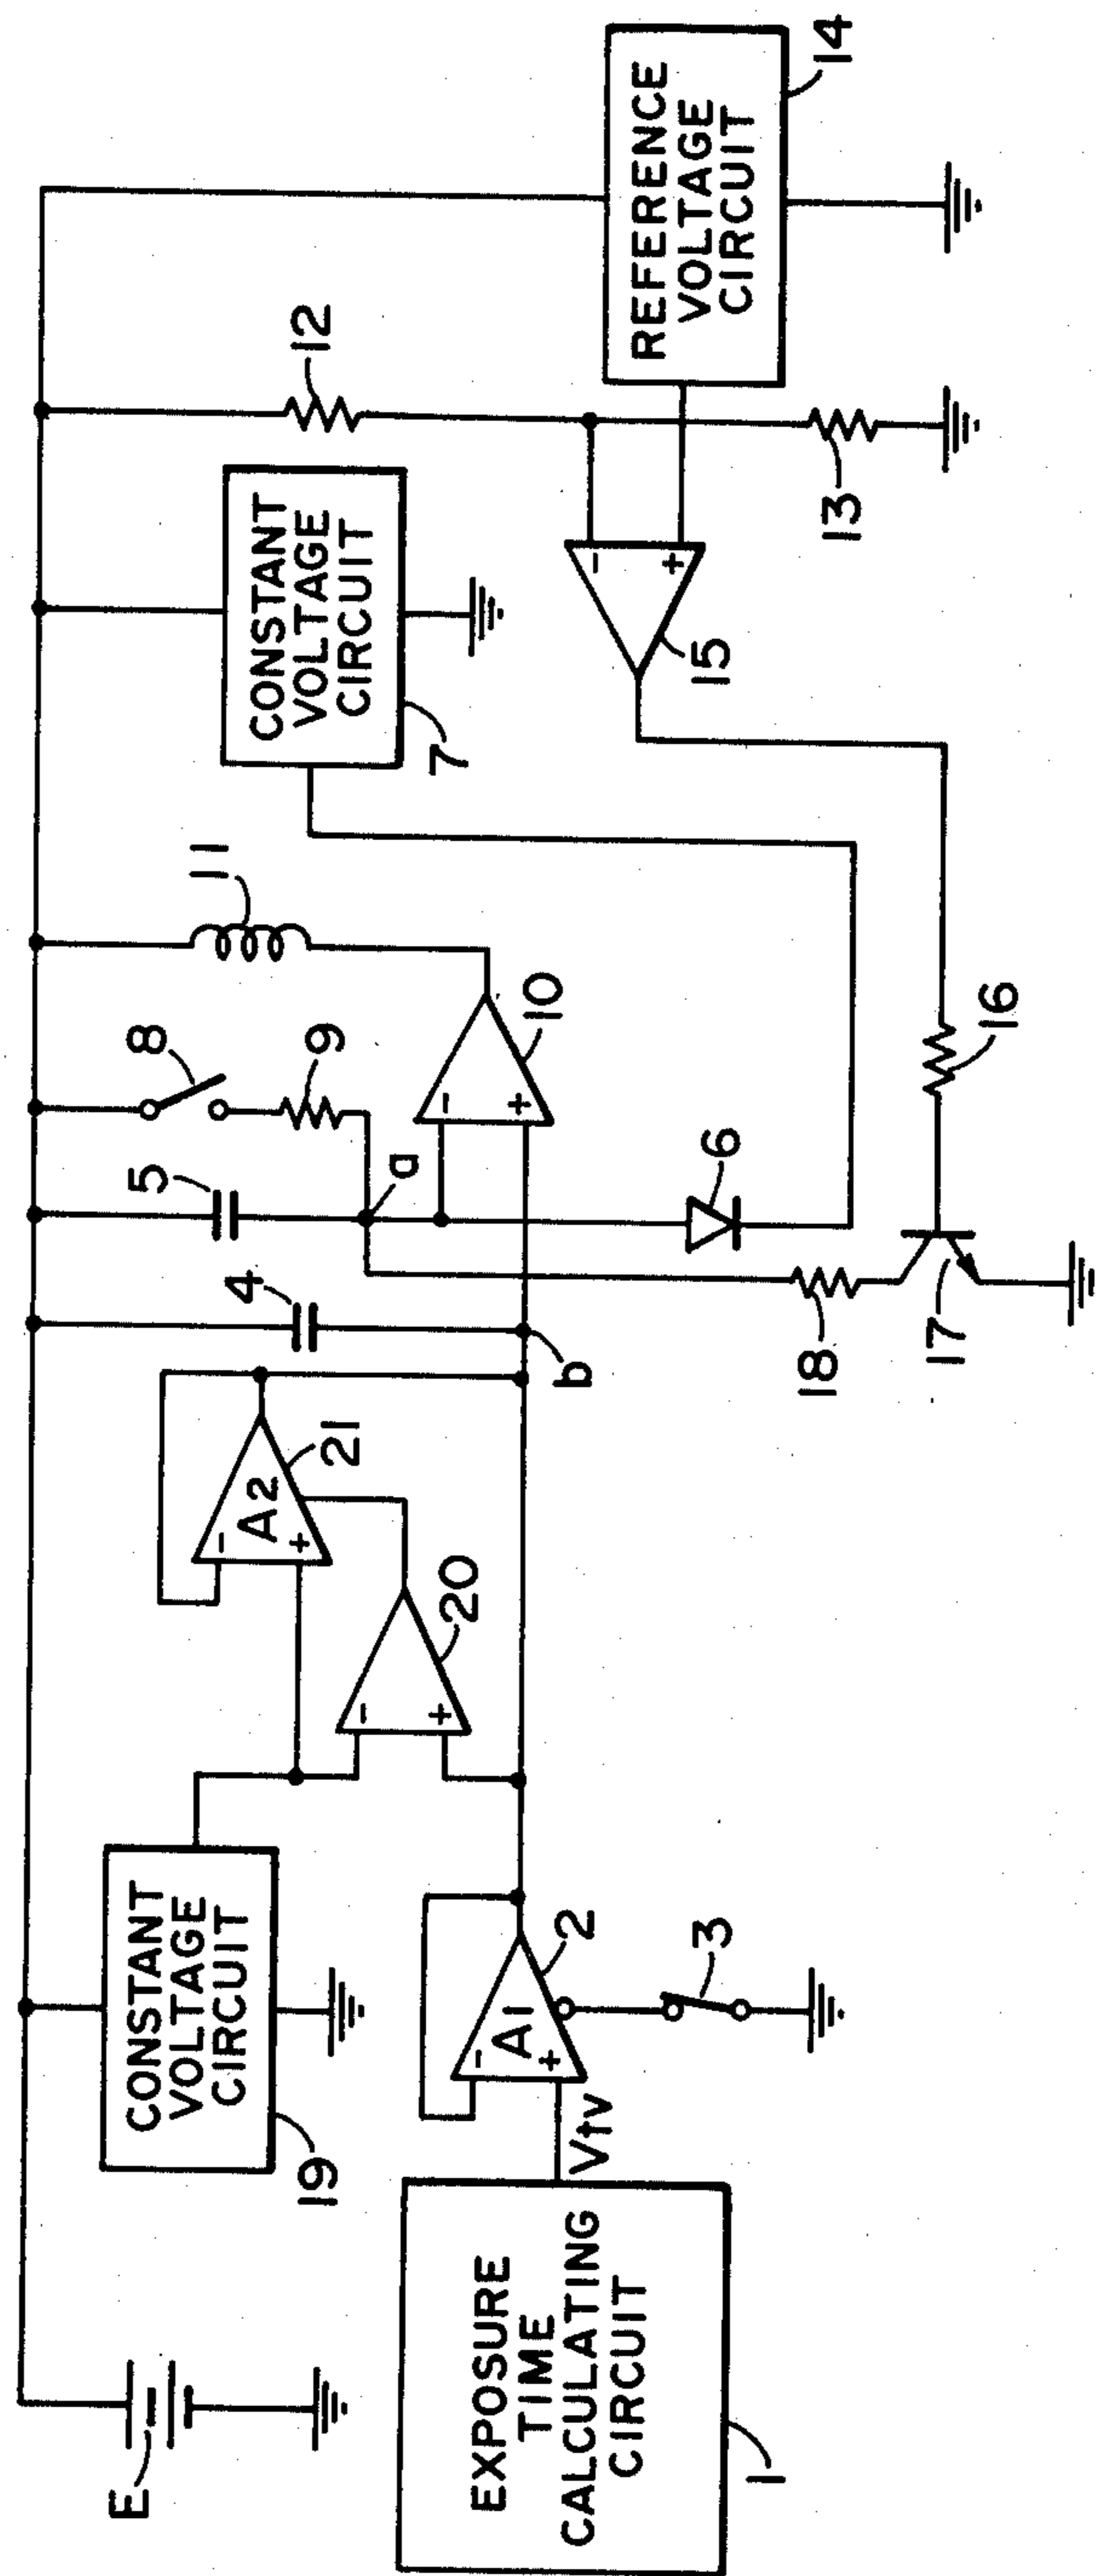 E
EXPOSURE
TIME
CALCULATING
CIRCUIT
1
CONSTANT
VOLTAGE
CIRCUIT
19
Vtv
-
+
A1
2
3
-
+
20
-
+
A2
21
4
b
5
a
8
9
-
+
10
11
6
18
17
16
CONSTANT
VOLTAGE
CIRCUIT
7
12
13
-
+
15
REFERENCE
VOLTAGE
CIRCUIT
14